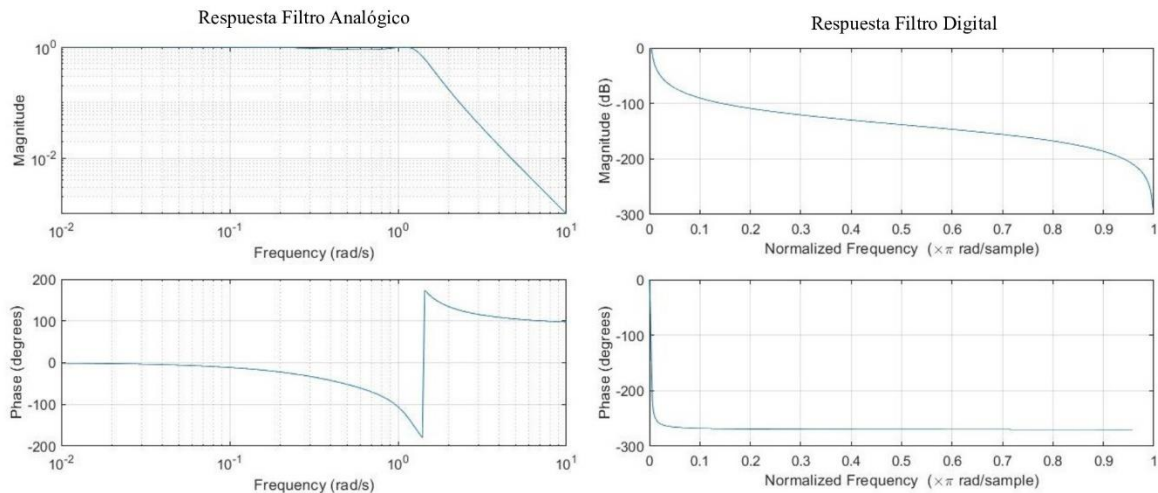 Respuesta Filtro Analógico
10^0
10^-2
Magnitude
10^-2
10^-1
10^0
10^1
Frequency (rad/s)
200
100
0
-100
-200
Phase (degrees)
10^-2
10^-1
10^0
10^1
Frequency (rad/s)
Respuesta Filtro Digital
0
-100
-200
-300
Magnitude (dB)
0 0.1 0.2 0.3 0.4 0.5 0.6 0.7 0.8 0.9 1
Normalized Frequency (×π rad/sample)
0
-100
-200
-300
Phase (degrees)
0 0.1 0.2 0.3 0.4 0.5 0.6 0.7 0.8 0.9 1
Normalized Frequency (×π rad/sample)